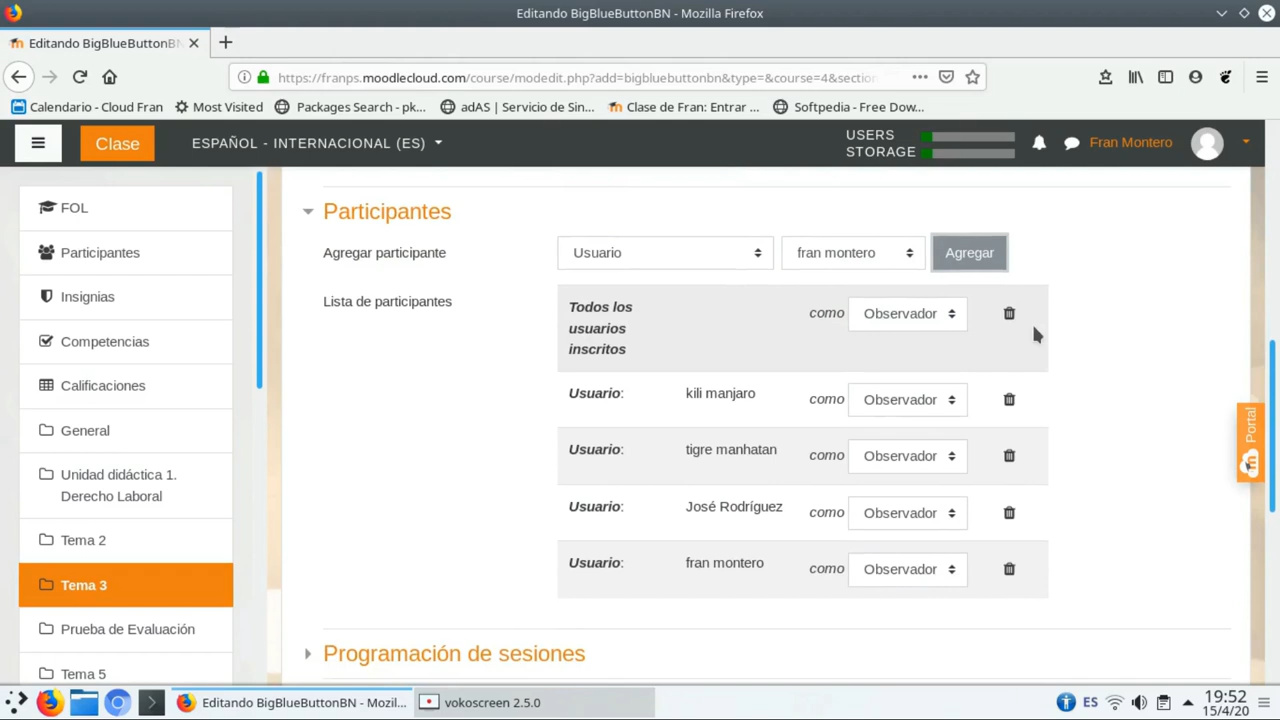 Editando BigBlueButtonBN - Mozilla Firefox
Editando BigBlueButtonBN
https://franps.moodlecloud.com/course/modedit.php?add=bigbluebuttonbn&type=&course=4&sectio
Calendario - Cloud Fran
Most Visited
Packages Search - pk...
adAS | Servicio de Sin...
Clase de Fran: Entrar ...
Softpedia - Free Dow...
Clase
ESPAÑOL - INTERNACIONAL (ES)
USERS
STORAGE
Fran Montero
FOL
Participantes
Insignias
Competencias
Calificaciones
General
Unidad didáctica 1.
Derecho Laboral
Tema 2
Tema 3
Prueba de Evaluación
Tema 5
Participantes
Agregar participante
Usuario
fran montero
Agregar
Lista de participantes
Todos los
usuarios
inscritos
como Observador
Usuario: kili manjaro como Observador
Usuario: tigre manhatan como Observador
Usuario: José Rodríguez como Observador
Usuario: fran montero como Observador
Programación de sesiones
Portal
Editando BigBlueButtonBN - Mozil...
vokoscreen 2.5.0
ES
19:52
15/4/20